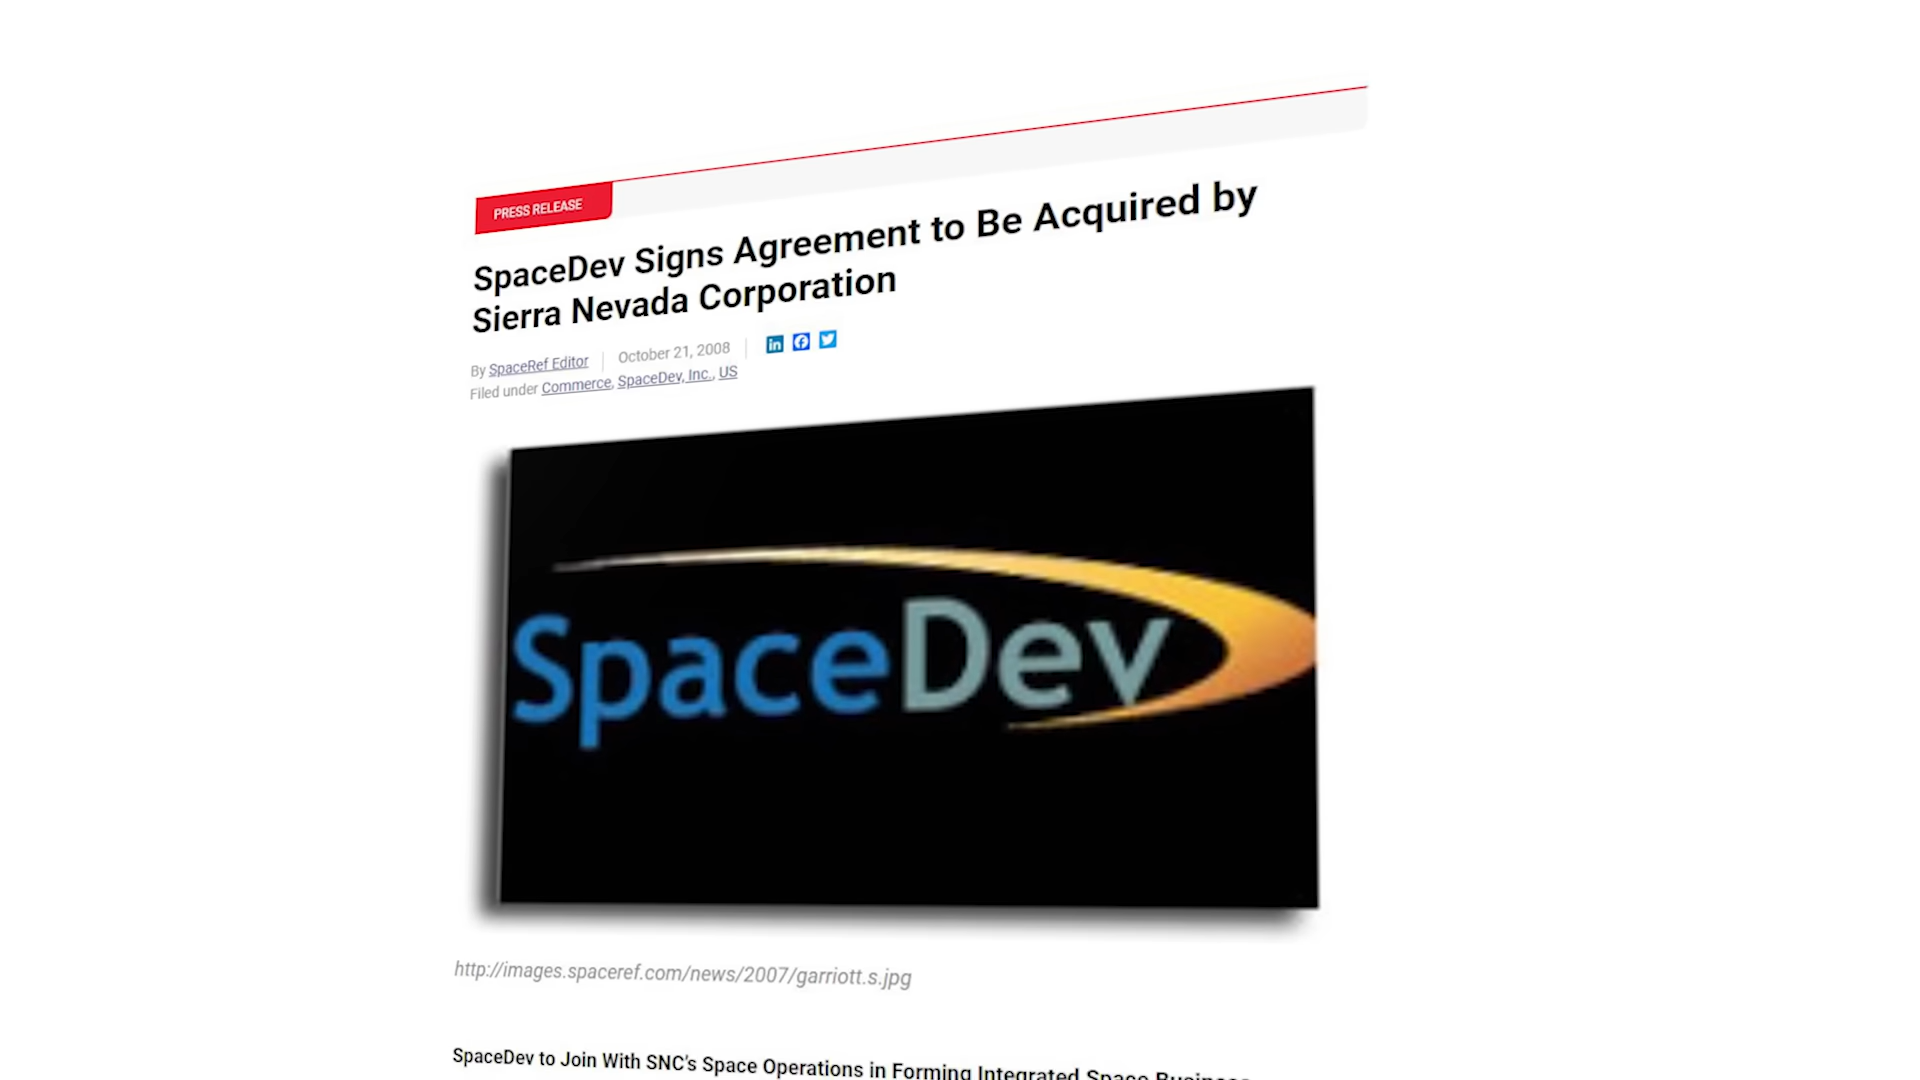 PRESS RELEASE
SpaceDev Signs Agreement to Be Acquired by
Sierra Nevada Corporation
By SpaceRef Editor
October 21, 2008
Filed under Commerce, SpaceDev, Inc., US
SpaceDev
http://images.spaceref.com/news/2007/garriott.s.jpg
SpaceDev to Join With SNC's Space Operations in Forming Integrated Space Business